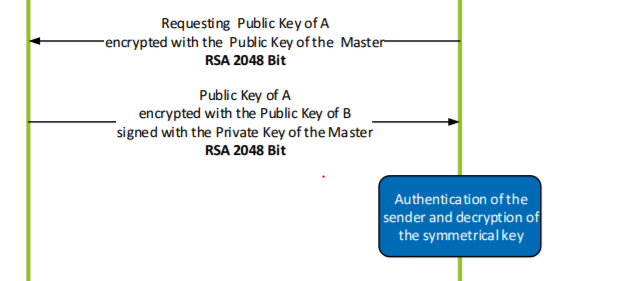 Requesting Public Key of A
encrypted with the Public Key of the Master
RSA 2048 Bit
Public Key of A
encrypted with the Public Key of B
signed with the Private Key of the Master
RSA 2048 Bit
Authentication of the
sender and decryption of
the symmetrical key